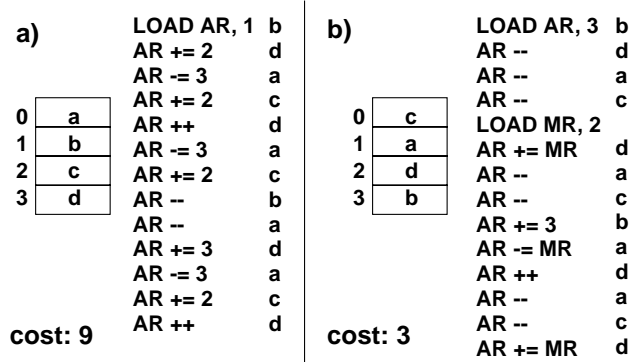 a)
LOAD AR, 1 b
AR += 2 d
AR -= 3 a
AR += 2 c
AR ++ d
AR -= 3 a
AR += 2 c
AR -- b
AR -- a
AR += 3 d
AR -= 3 a
AR += 2 c
AR ++ d
0 a
1 b
2 c
3 d
cost: 9
b)
LOAD AR, 3 b
AR -- d
AR -- a
AR -- c
LOAD MR, 2
AR += MR d
AR -- a
AR -- c
AR += 3 b
AR -= MR a
AR ++ d
AR -- a
AR -- c
AR += MR d
0 c
1 a
2 d
3 b
cost: 3